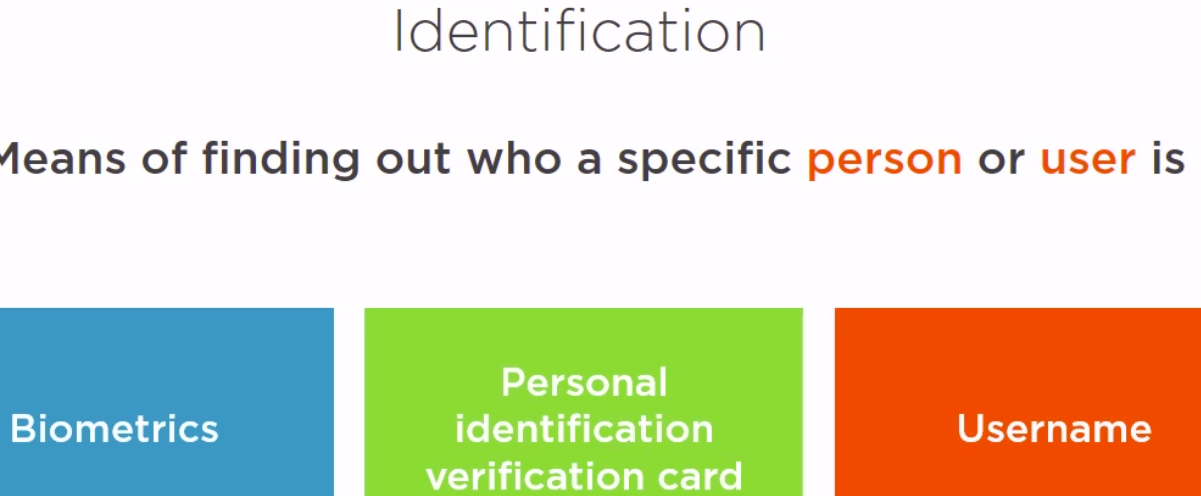 Identification
Means of finding out who a specific person or user is
Biometrics
Personal
identification
verification card
Username